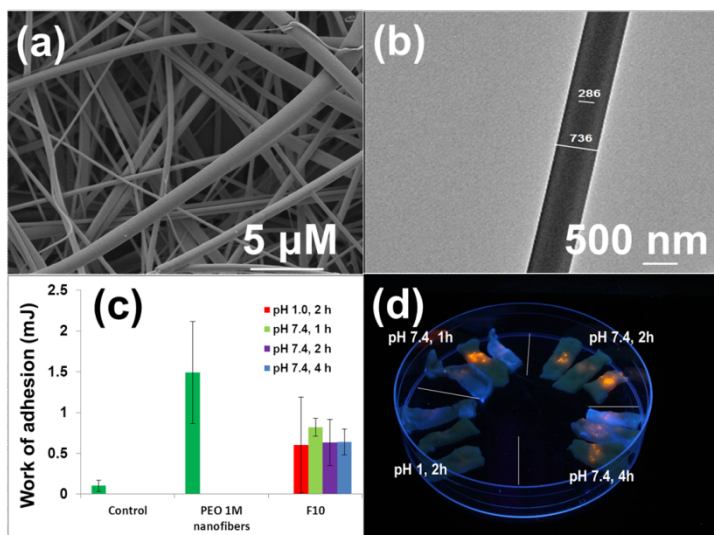 (a)
5 µM
(b)
286
736
500 nm
(c)
Work of adhesion (mJ)
2.5
2
1.5
1
0.5
0
pH 1.0, 2 h
pH 7.4, 1 h
pH 7.4, 2 h
pH 7.4, 4 h
Control
PEO 1M
nanofibers
F10
(d)
pH 7.4, 1h
pH 7.4, 2h
pH 1, 2h
pH 7.4, 4h